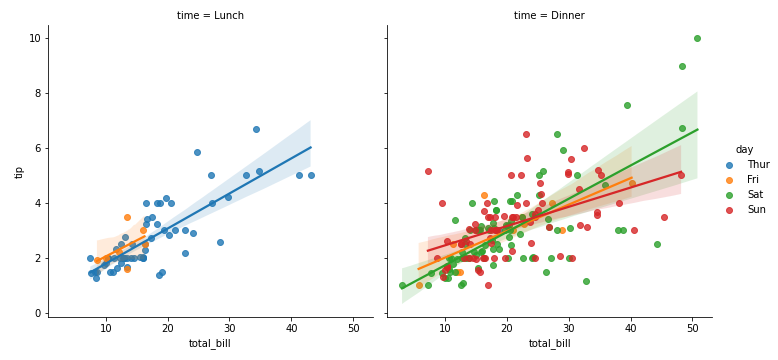 time = Lunch
time = Dinner
10
8
6
4
2
0
tip
10
20
30
40
50
total_bill
10
20
30
40
50
total_bill
day
Thur
Fri
Sat
Sun